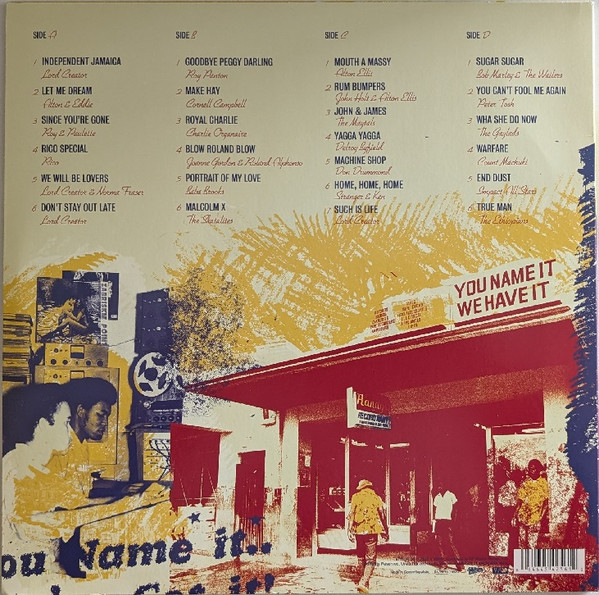 SIDE A
1 INDEPENDENT JAMAICA
Lord Creator
2 LET ME DREAM
Alton & Eddie
3 SINCE YOU'RE GONE
Roy & Paulette
4 RICO SPECIAL
Rico
5 WE WILL BE LOVERS
Lord Creator & Norma Fraser
6 DON'T STAY OUT LATE
Lord Creator
SIDE B
1 GOODBYE PEGGY DARLING
Roy Panton
2 MAKE HAY
Cornell Campbell
3 ROYAL CHARLIE
Charlie Organaire
4 BLOW ROLAND BLOW
Joanne Gordon & Roland Alphonso
5 PORTRAIT OF MY LOVE
Baba Brooks
6 MALCOLM X
The Skatalites
SIDE C
1 MOUTH A MASSY
Alton Ellis
2 RUM BUMPERS
John Holt & Alton Ellis
3 JOHN & JAMES
The Maytals
4 YAGGA YAGGA
Delroy
5 MACHINE SHOP
Don Drummond
6 HOME, HOME, HOME
Stranger & Ken
7 SUCH IS LIFE
Lord Creator
SIDE D
1 SUGAR SUGAR
Bob Marley & The Wailers
2 YOU CAN'T FOOL ME AGAIN
Peter Tosh
3 WHA SHE DO NOW
The Gaylads
4 WARFARE
Count Machuki
5 END DUST
Impact All Stars
6 TRUE MAN
The Ethiopians
YOU NAME IT
WE HAVE IT
RECORD
You Name it..
Got it!